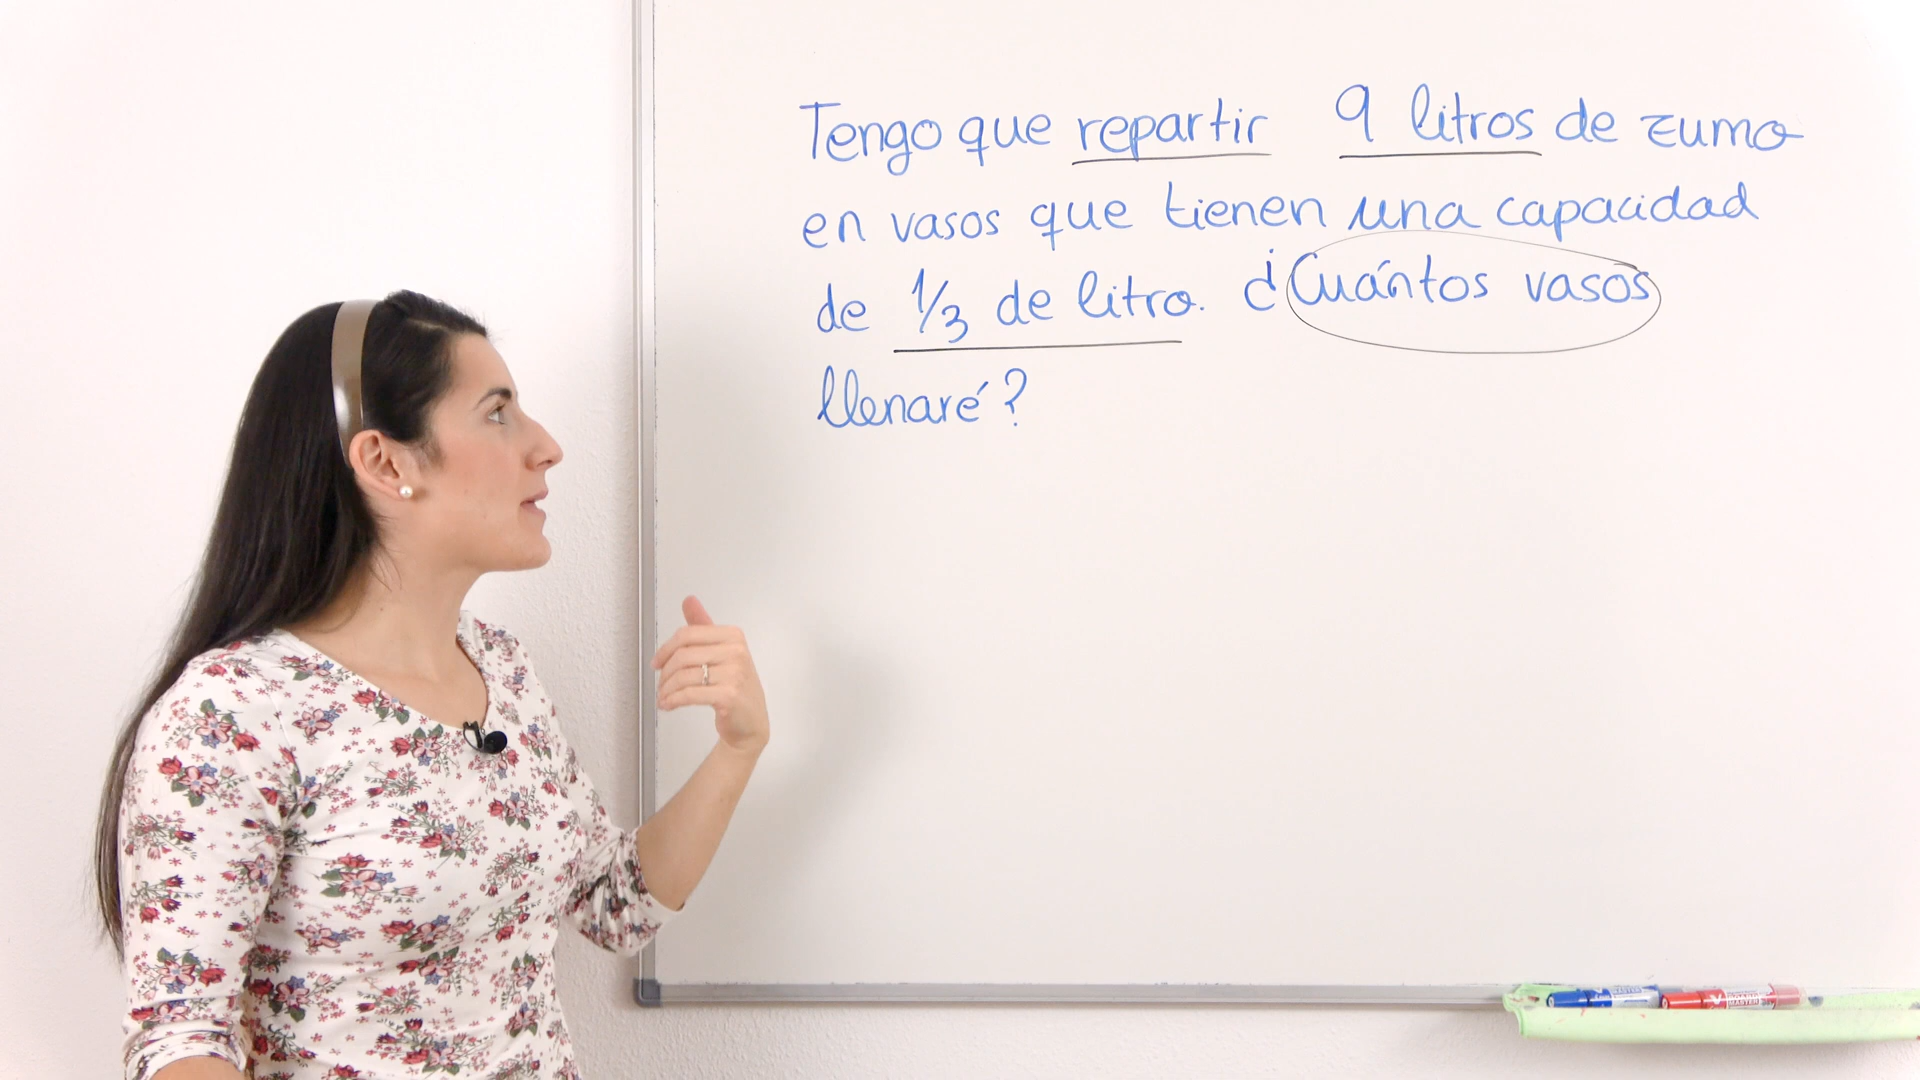 Tengo que repartir 9 litros de zumo
en vasos que tienen una capacidad
de 1/3 de litro. ¿Cuántos vasos
llenaré?